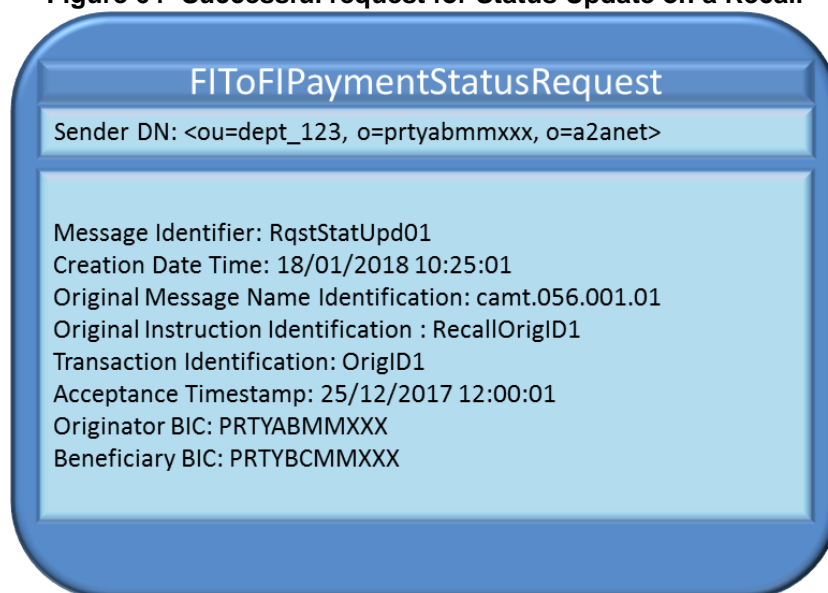 FIToFIPaymentStatusRequest
Sender DN: <ou=dept_123, o=prtyabmmxxx, o=a2anet>
Message Identifier: RqstStatUpd01
Creation Date Time: 18/01/2018 10:25:01
Original Message Name Identification: camt.056.001.01
Original Instruction Identification : RecallOrigID1
Transaction Identification: OrigID1
Acceptance Timestamp: 25/12/2017 12:00:01
Originator BIC: PRTYABMMXXX
Beneficiary BIC: PRTYBCMMXXX